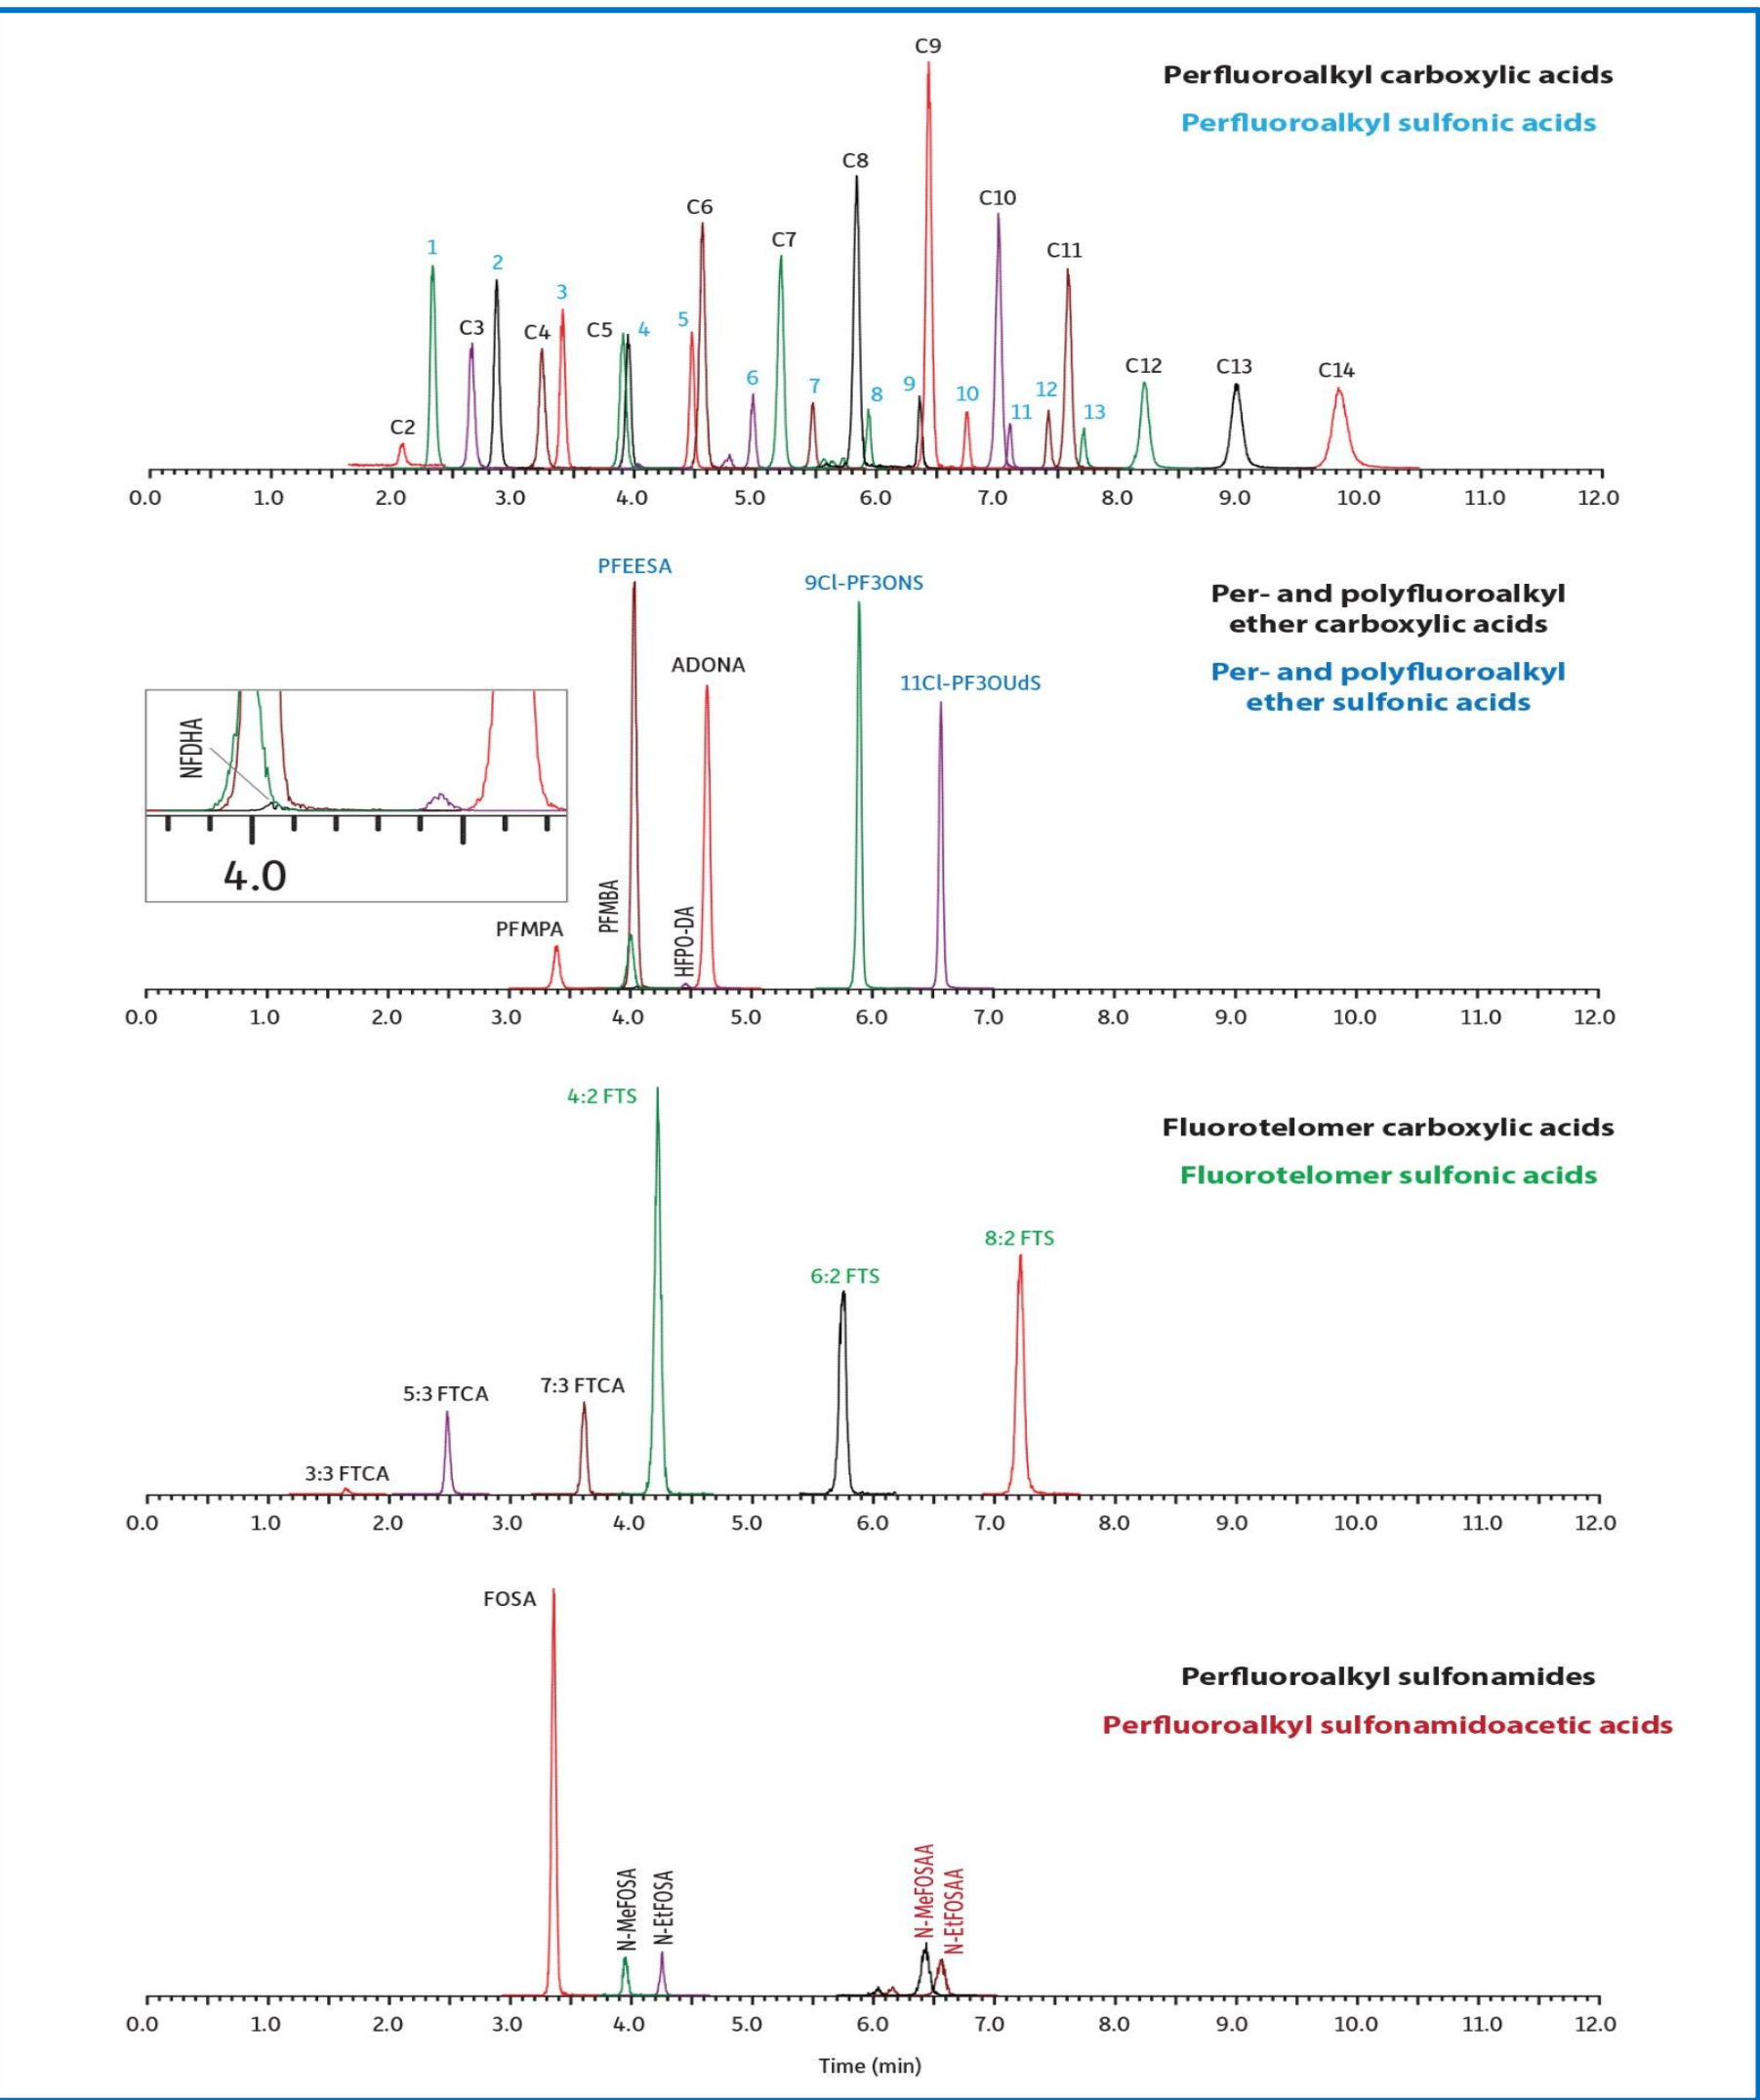 C9
Perfluoroalkyl carboxylic acids
Perfluoroalkyl sulfonic acids
C8
C6
C10
C7
1
C11
2
3
C3
C4
C5
4
5
C12
C13
C14
6
7
8
9
10
12
11
13
C2
0.0 1.0 2.0 3.0 4.0 5.0 6.0 7.0 8.0 9.0 10.0 11.0 12.0
PFEESA
9Cl-PF3ONS
Per- and polyfluoroalkyl
ether carboxylic acids
Per- and polyfluoroalkyl
ether sulfonic acids
ADONA
11Cl-PF3OUdS
NFDHA
4.0
PFMPA
PFMBA
HFPO-DA
0.0 1.0 2.0 3.0 4.0 5.0 6.0 7.0 8.0 9.0 10.0 11.0 12.0
4:2 FTS
Fluorotelomer carboxylic acids
Fluorotelomer sulfonic acids
8:2 FTS
6:2 FTS
5:3 FTCA
7:3 FTCA
3:3 FTCA
0.0 1.0 2.0 3.0 4.0 5.0 6.0 7.0 8.0 9.0 10.0 11.0 12.0
FOSA
Perfluoroalkyl sulfonamides
Perfluoroalkyl sulfonamidoacetic acids
N-MeFOSA
N-EtFOSA
N-MeFOSAA
N-EtFOSAA
0.0 1.0 2.0 3.0 4.0 5.0 6.0 7.0 8.0 9.0 10.0 11.0 12.0
Time (min)